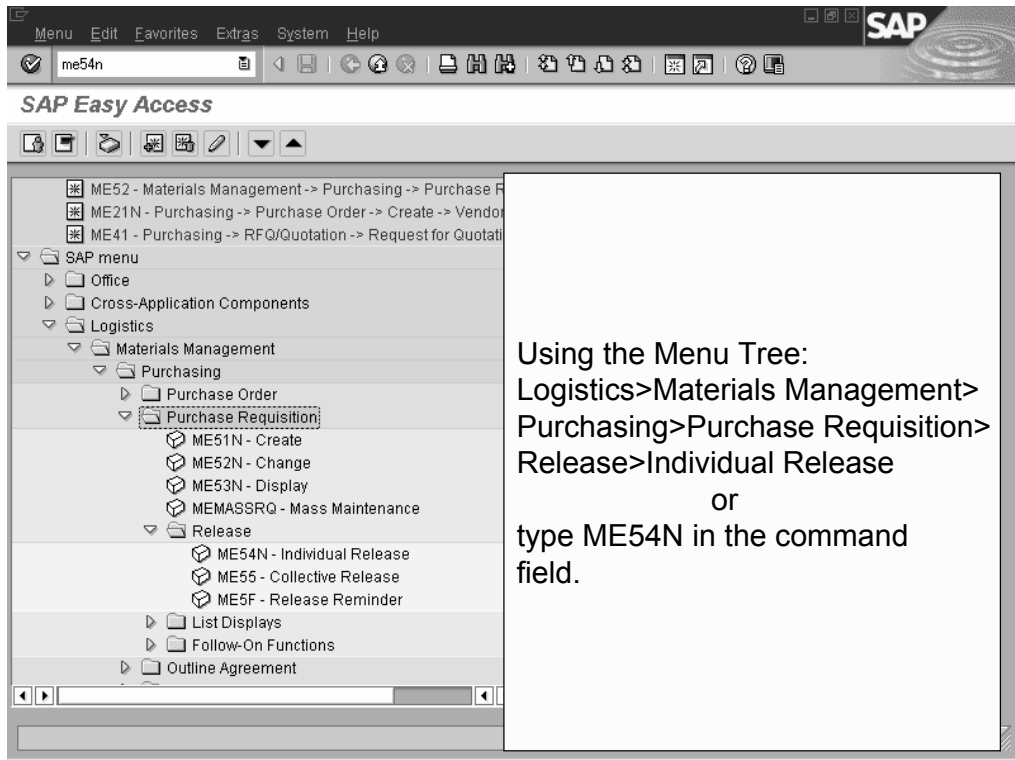 Menu Edit Favorites Extras System Help
SAP
me54n
SAP Easy Access
ME52 - Materials Management -> Purchasing -> Purchase R
ME21N - Purchasing -> Purchase Order -> Create -> Vendor
ME41 - Purchasing -> RFQ/Quotation -> Request for Quotati
SAP menu
Office
Cross-Application Components
Logistics
Materials Management
Purchasing
Purchase Order
Purchase Requisition
ME51N - Create
ME52N - Change
ME53N - Display
MEMASSRQ - Mass Maintenance
Release
ME54N - Individual Release
ME55 - Collective Release
ME5F - Release Reminder
List Displays
Follow-On Functions
Outline Agreement
Using the Menu Tree:
Logistics>Materials Management>
Purchasing>Purchase Requisition>
Release>Individual Release
or
type ME54N in the command
field.